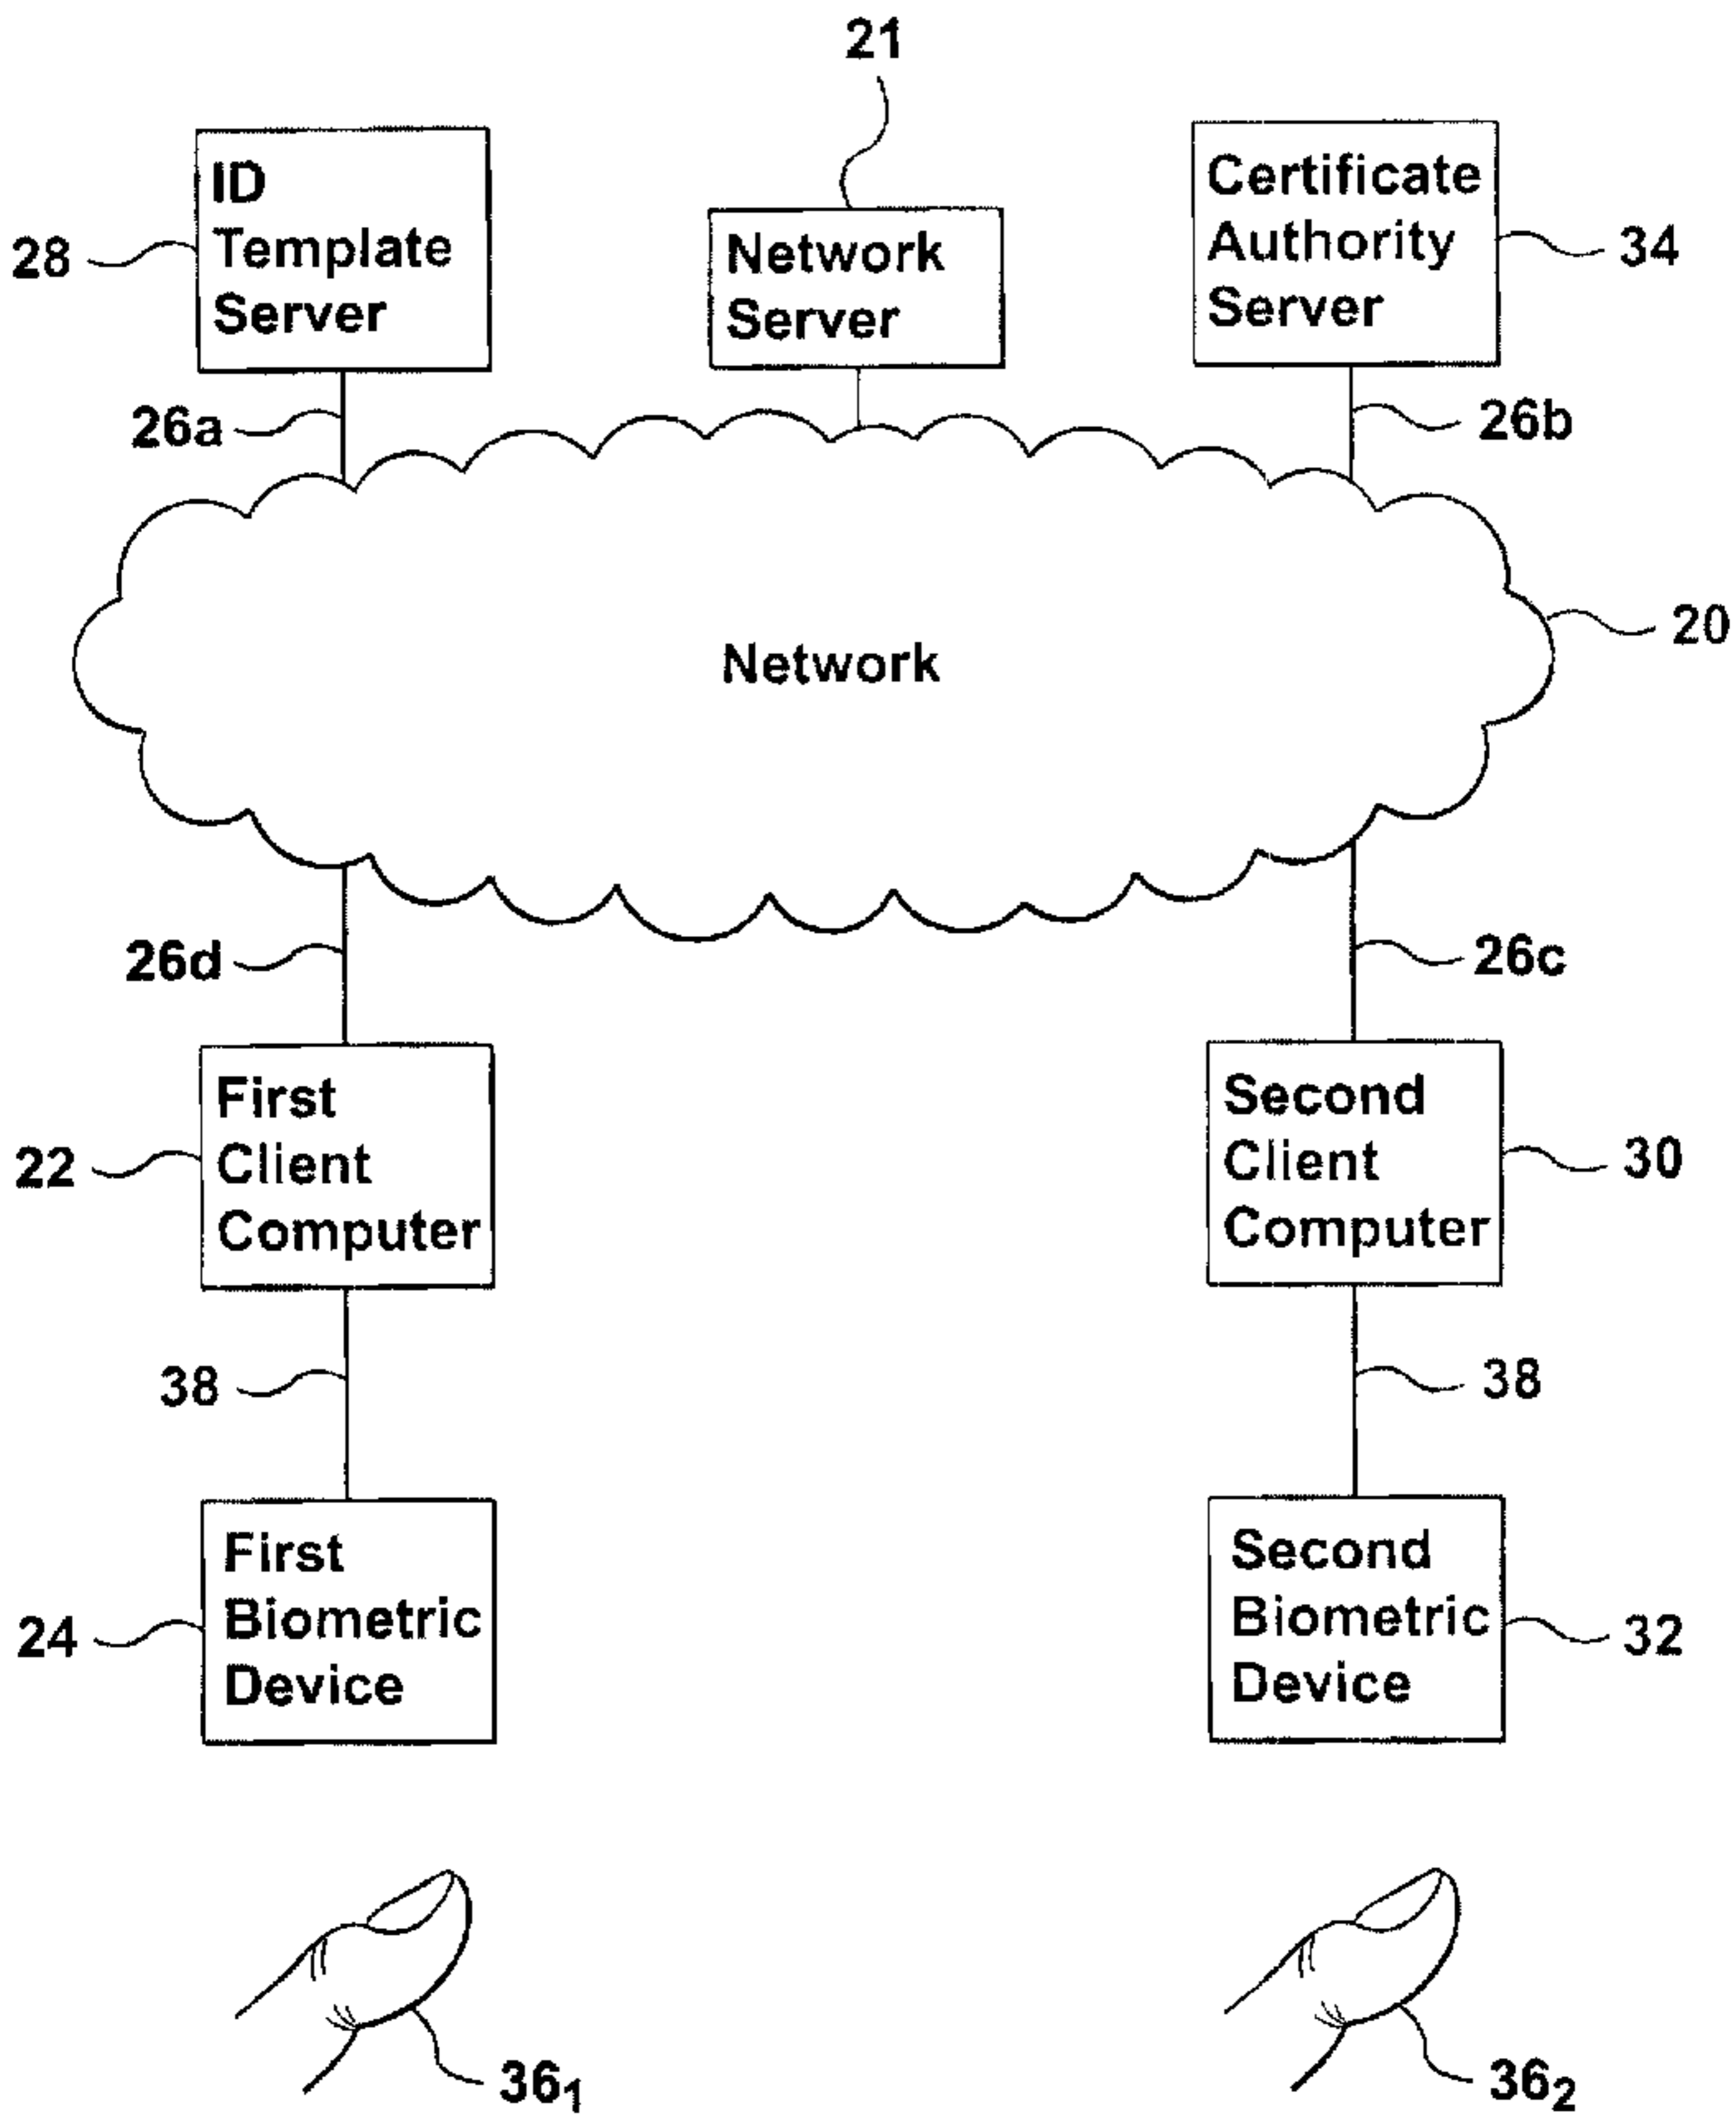 21
ID
Template
Server
28
Network
Server
Certificate
Authority
Server
34
26a
26b
Network
20
26d
26c
First
Client
Computer
22
Second
Client
Computer
30
38
38
First
Biometric
Device
24
Second
Biometric
Device
32
36₁
36₂